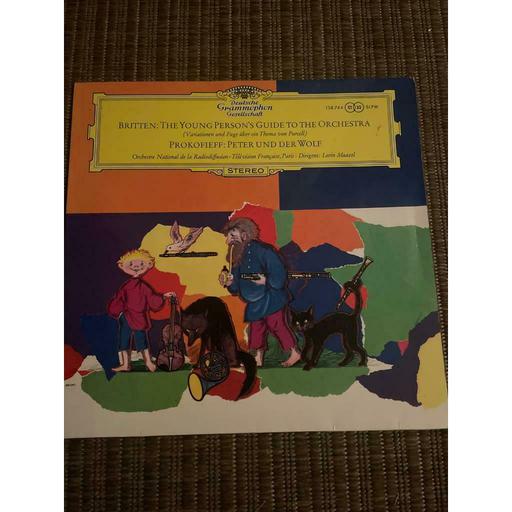 Deutsche
Grammophon
Gesellschaft
BRITTEN: THE YOUNG PERSON'S GUIDE TO THE ORCHESTRA
(Variationen und Fuge über ein Thema von Purcell)
PROKOFIEFF: PETER UND DER WOLF
Orchestre National de la Radiodiffusion-Télévision Française, Paris · Dirigent: Lorin Maazel
STEREO